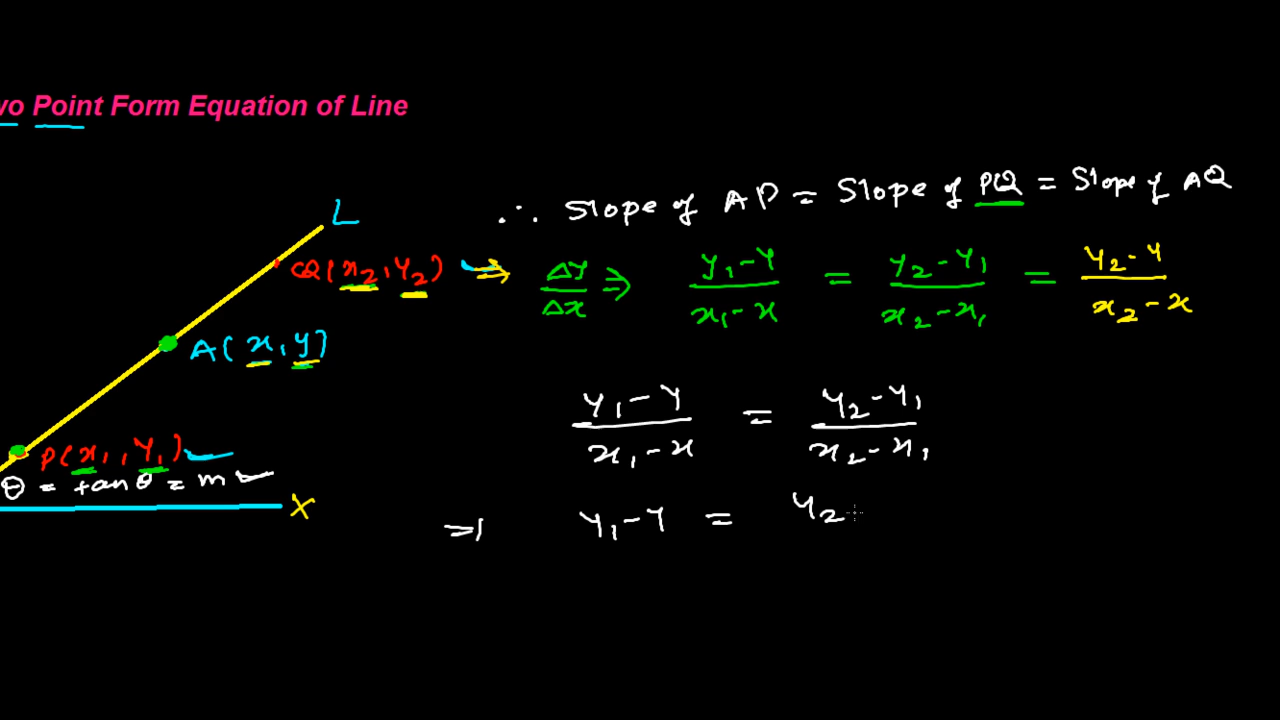 wo Point Form Equation of Line
∴ Slope of AP = Slope of PQ = Slope of AQ
L
Q(x₂, y₂) ⇒ Δy/Δx ⇒ y₁-y/x₁-x = y₂-y₁/x₂-x₁ = y₂-y/x₂-x
A(x, y)
y₁-y/x₁-x = y₂-y₁/x₂-x₁
P(x₁, y₁)
θ = tanθ = m
X
⇒ y₁-y = y₂